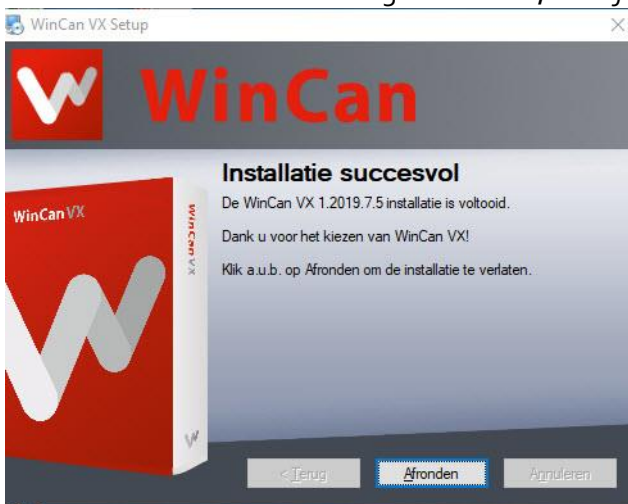 WinCan VX Setup
WinCan
Installatie succesvol
De WinCan VX 1.2019.7.5 installatie is voltooid.
Dank u voor het kiezen van WinCan VX!
Klik a.u.b. op Afronden om de installatie te verlaten.
WinCan VX
WinCan VX
< Terug
Afronden
Annuleren